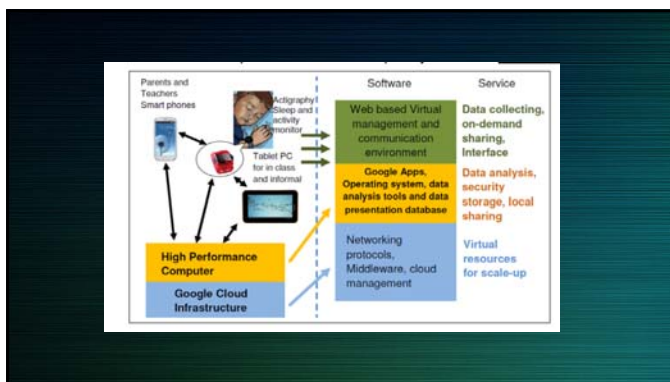 Parents and
Teachers
Smart phones
Actigraphy
Sleep and
activity
monitor
Tablet PC
for in class
and informal
High Performance
Computer
Google Cloud
Infrastructure
Software
Service
Web based Virtual
management and
communication
environment
Data collecting,
on-demand
sharing,
Interface
Google Apps,
Operating system, data
analysis tools and data
presentation database
Data analysis,
security
storage, local
sharing
Networking
protocols,
Middleware, cloud
management
Virtual
resources
for scale-up